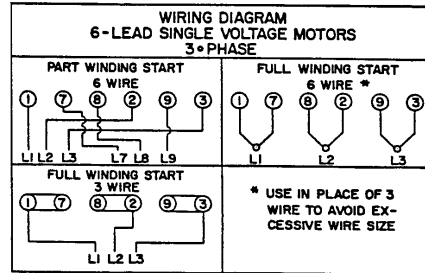 WIRING DIAGRAM
6-LEAD SINGLE VOLTAGE MOTORS
3∘PHASE
PART WINDING START
6 WIRE
1 7 8 2 9 3
L1 L2 L3 L7 L8 L9
FULL WINDING START
6 WIRE *
1 7 8 2 9 3
L1 L2 L3
FULL WINDING START
3 WIRE
1 7 8 2 9 3
L1 L2 L3
* USE IN PLACE OF 3
WIRE TO AVOID EX-
CESSIVE WIRE SIZE